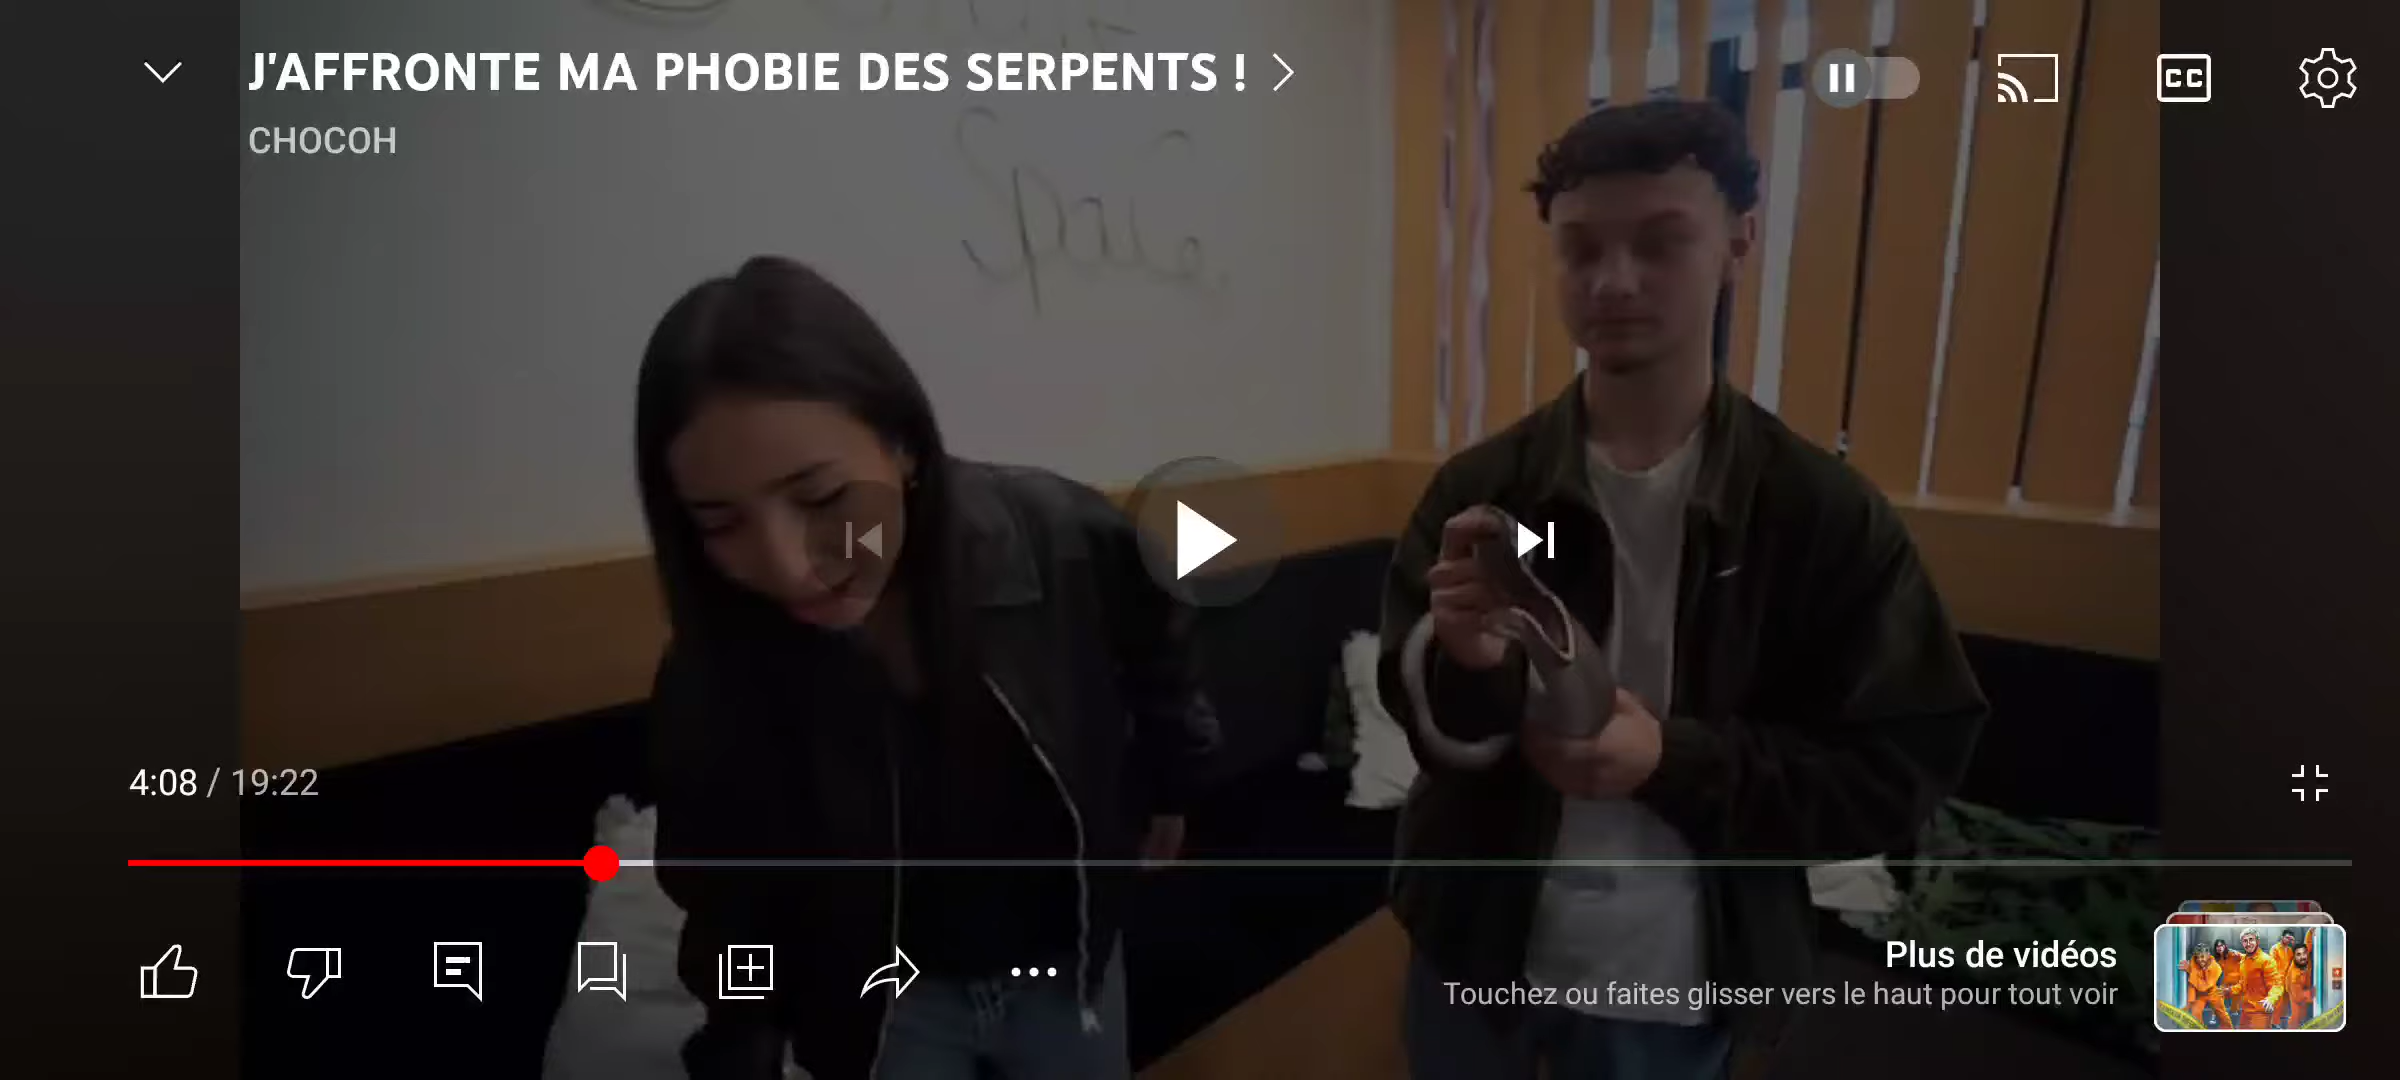 J'AFFRONTE MA PHOBIE DES SERPENTS !
CHOCOH
CC
4:08 / 19:22
Plus de vidéos
Touchez ou faites glisser vers le haut pour tout voir